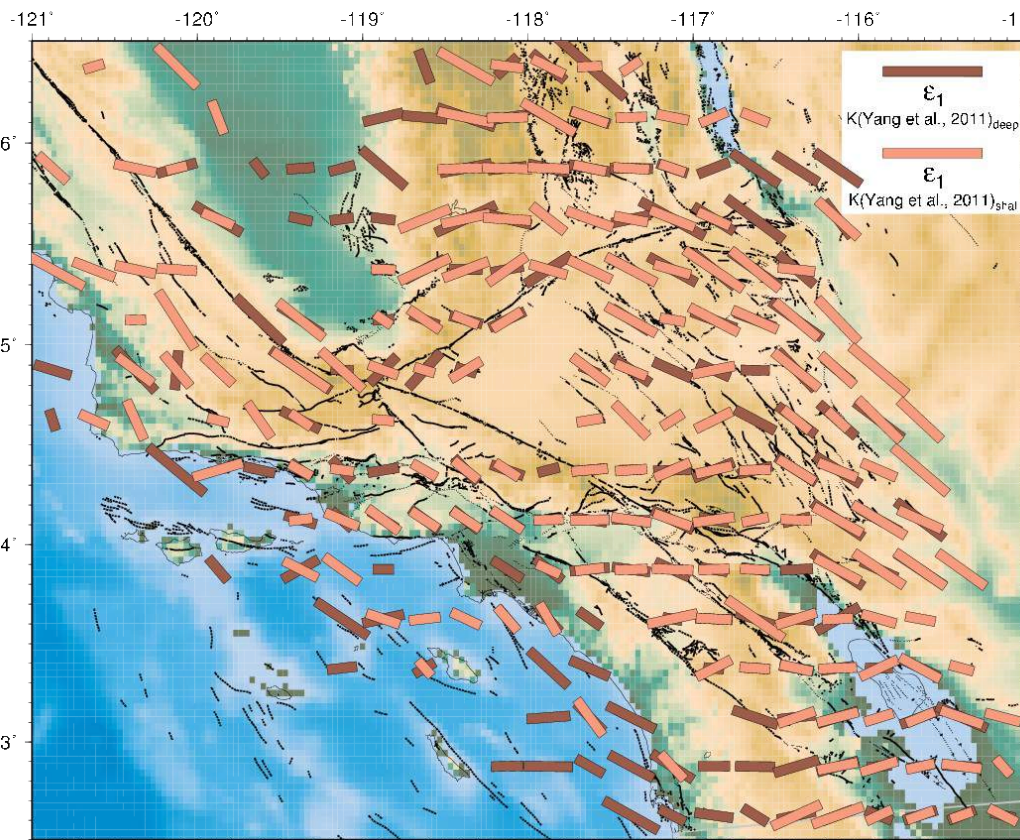 -121° -120° -119° -118° -117° -116° -1
6°
5°
4°
3°
ε1
K(Yang et al., 2011)deep
ε1
K(Yang et al., 2011)shal